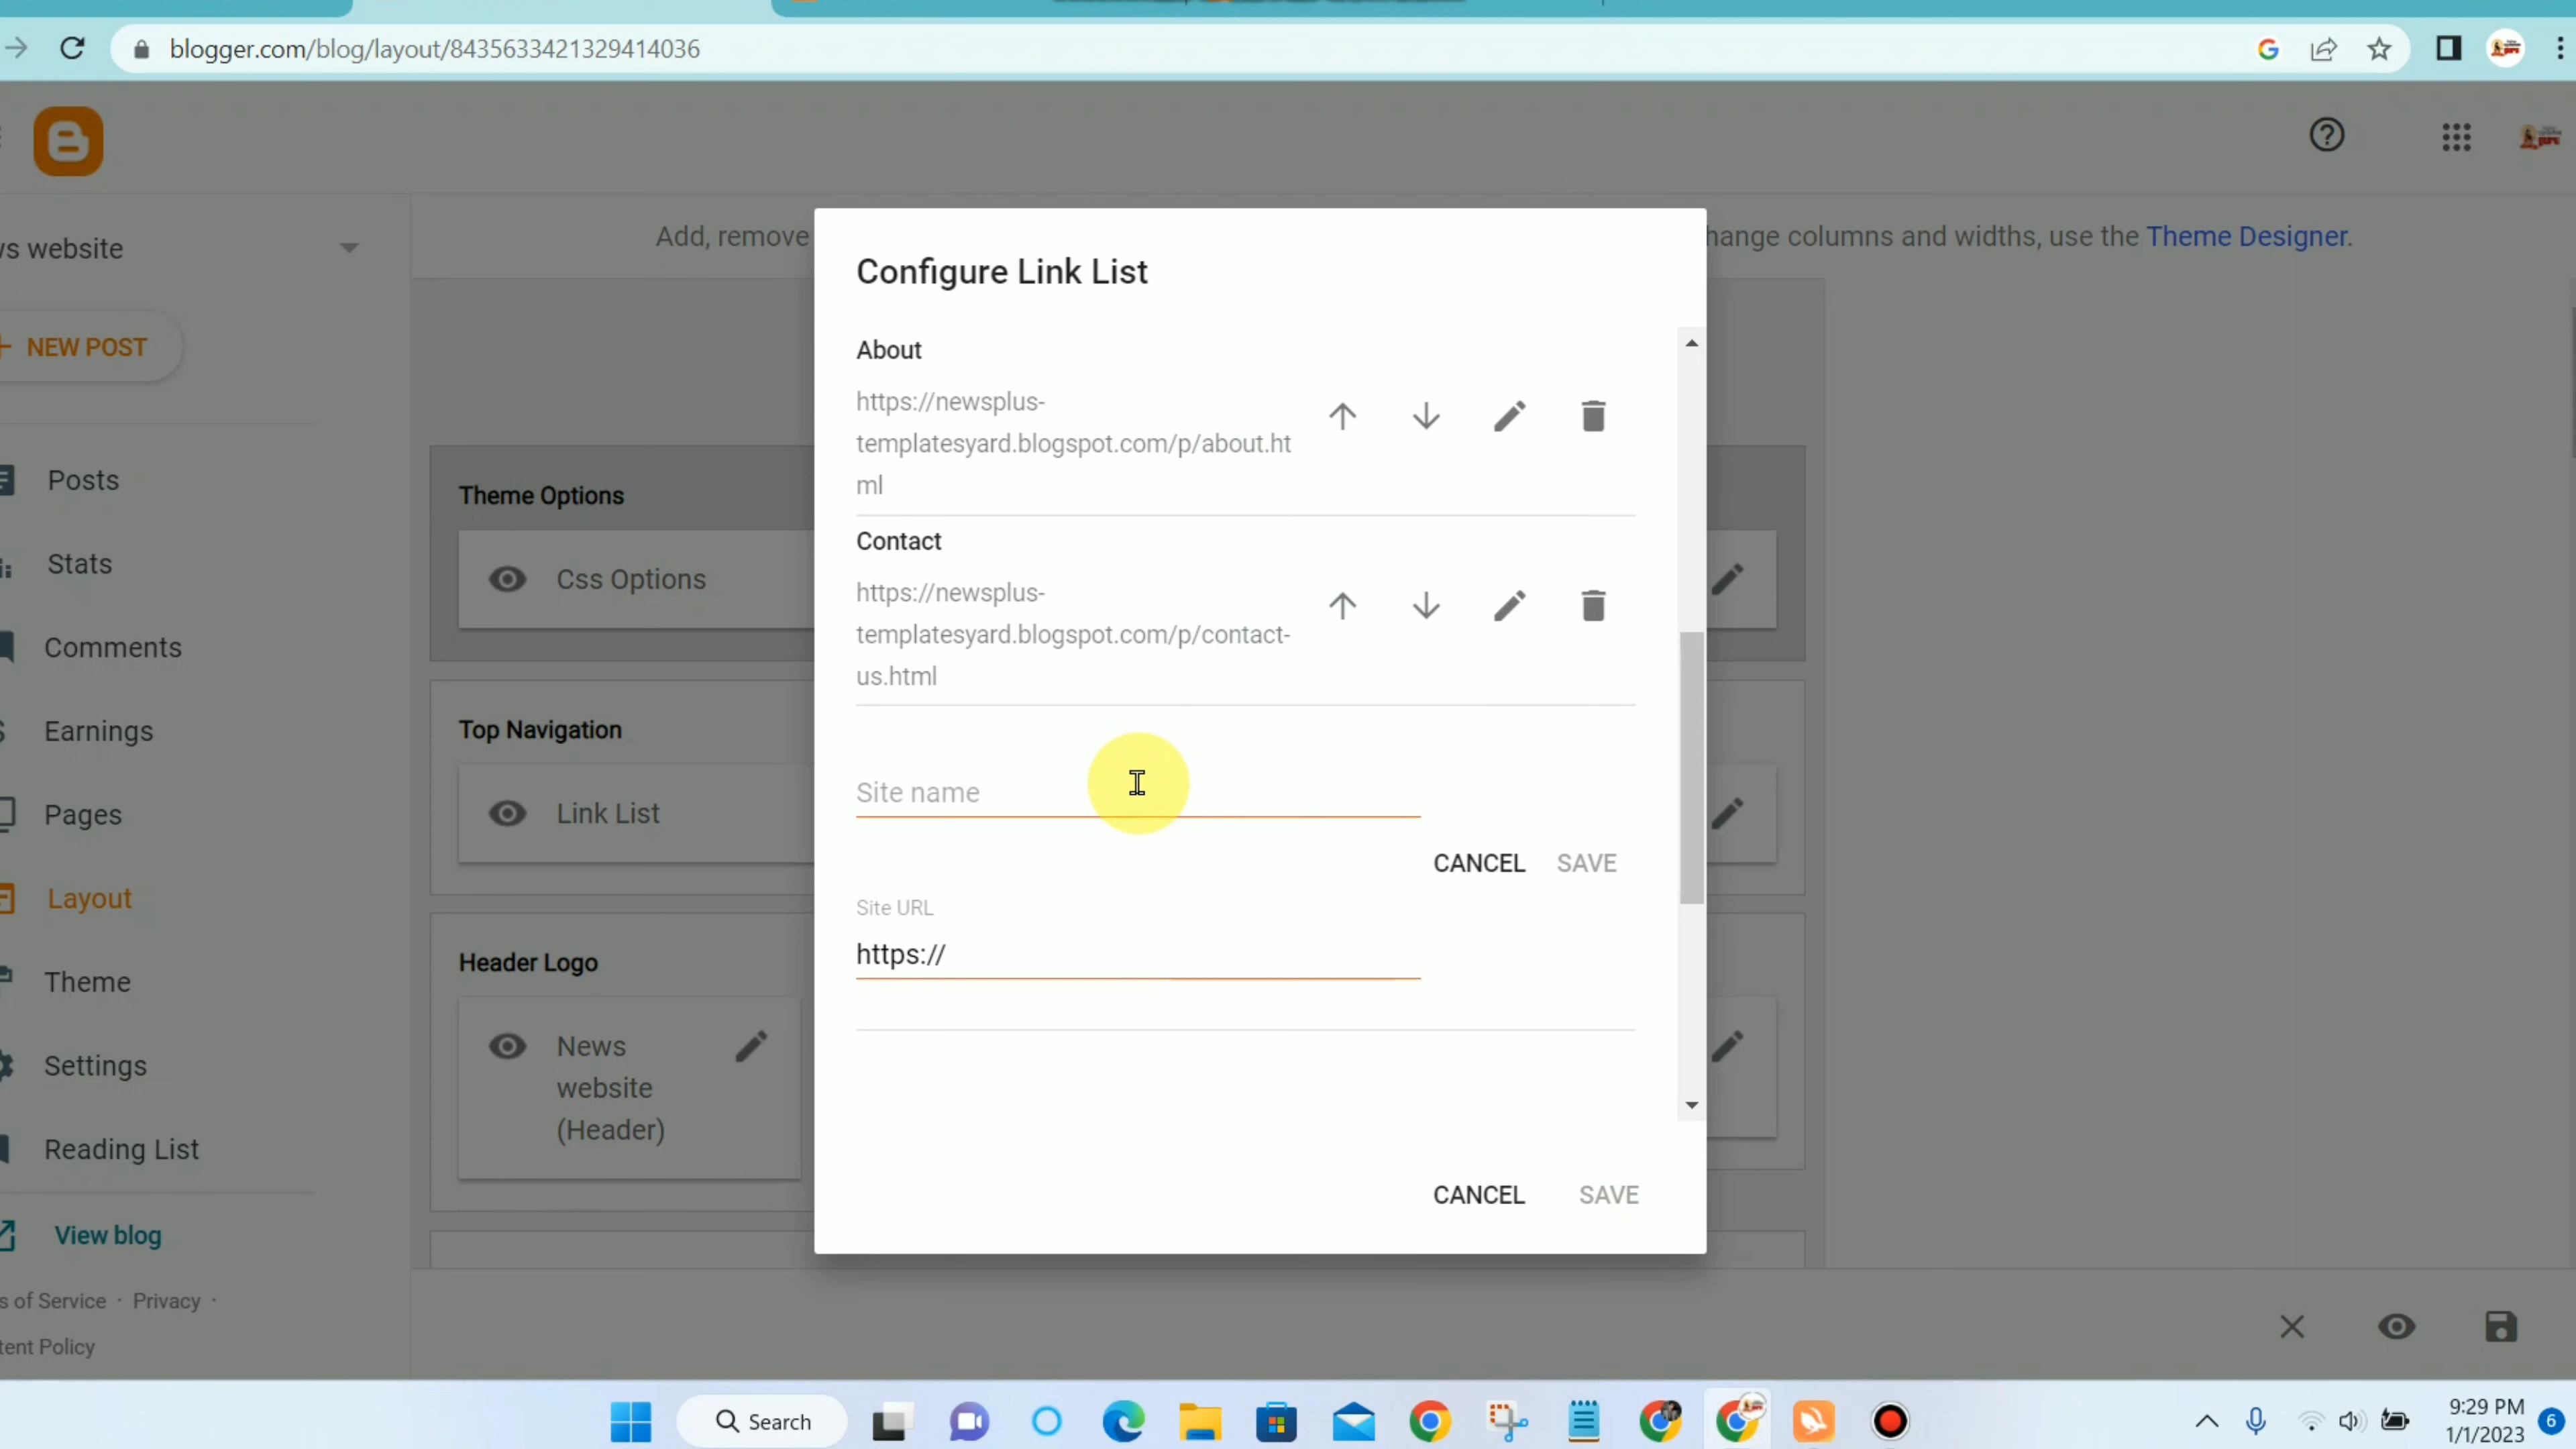 blogger.com/blog/layout/8435633421329414036
ws website
Add, remove
hange columns and widths, use the Theme Designer.
NEW POST
Posts
Stats
Comments
Earnings
Pages
Layout
Theme
Settings
Reading List
View blog
s of Service · Privacy ·
tent Policy
Theme Options
Css Options
Top Navigation
Link List
Header Logo
News
website
(Header)
Configure Link List
About
https://newsplus-
templatesyard.blogspot.com/p/about.ht
ml
Contact
https://newsplus-
templatesyard.blogspot.com/p/contact-
us.html
Site name
CANCEL SAVE
Site URL
https://
CANCEL SAVE
Search
9:29 PM
1/1/2023
6